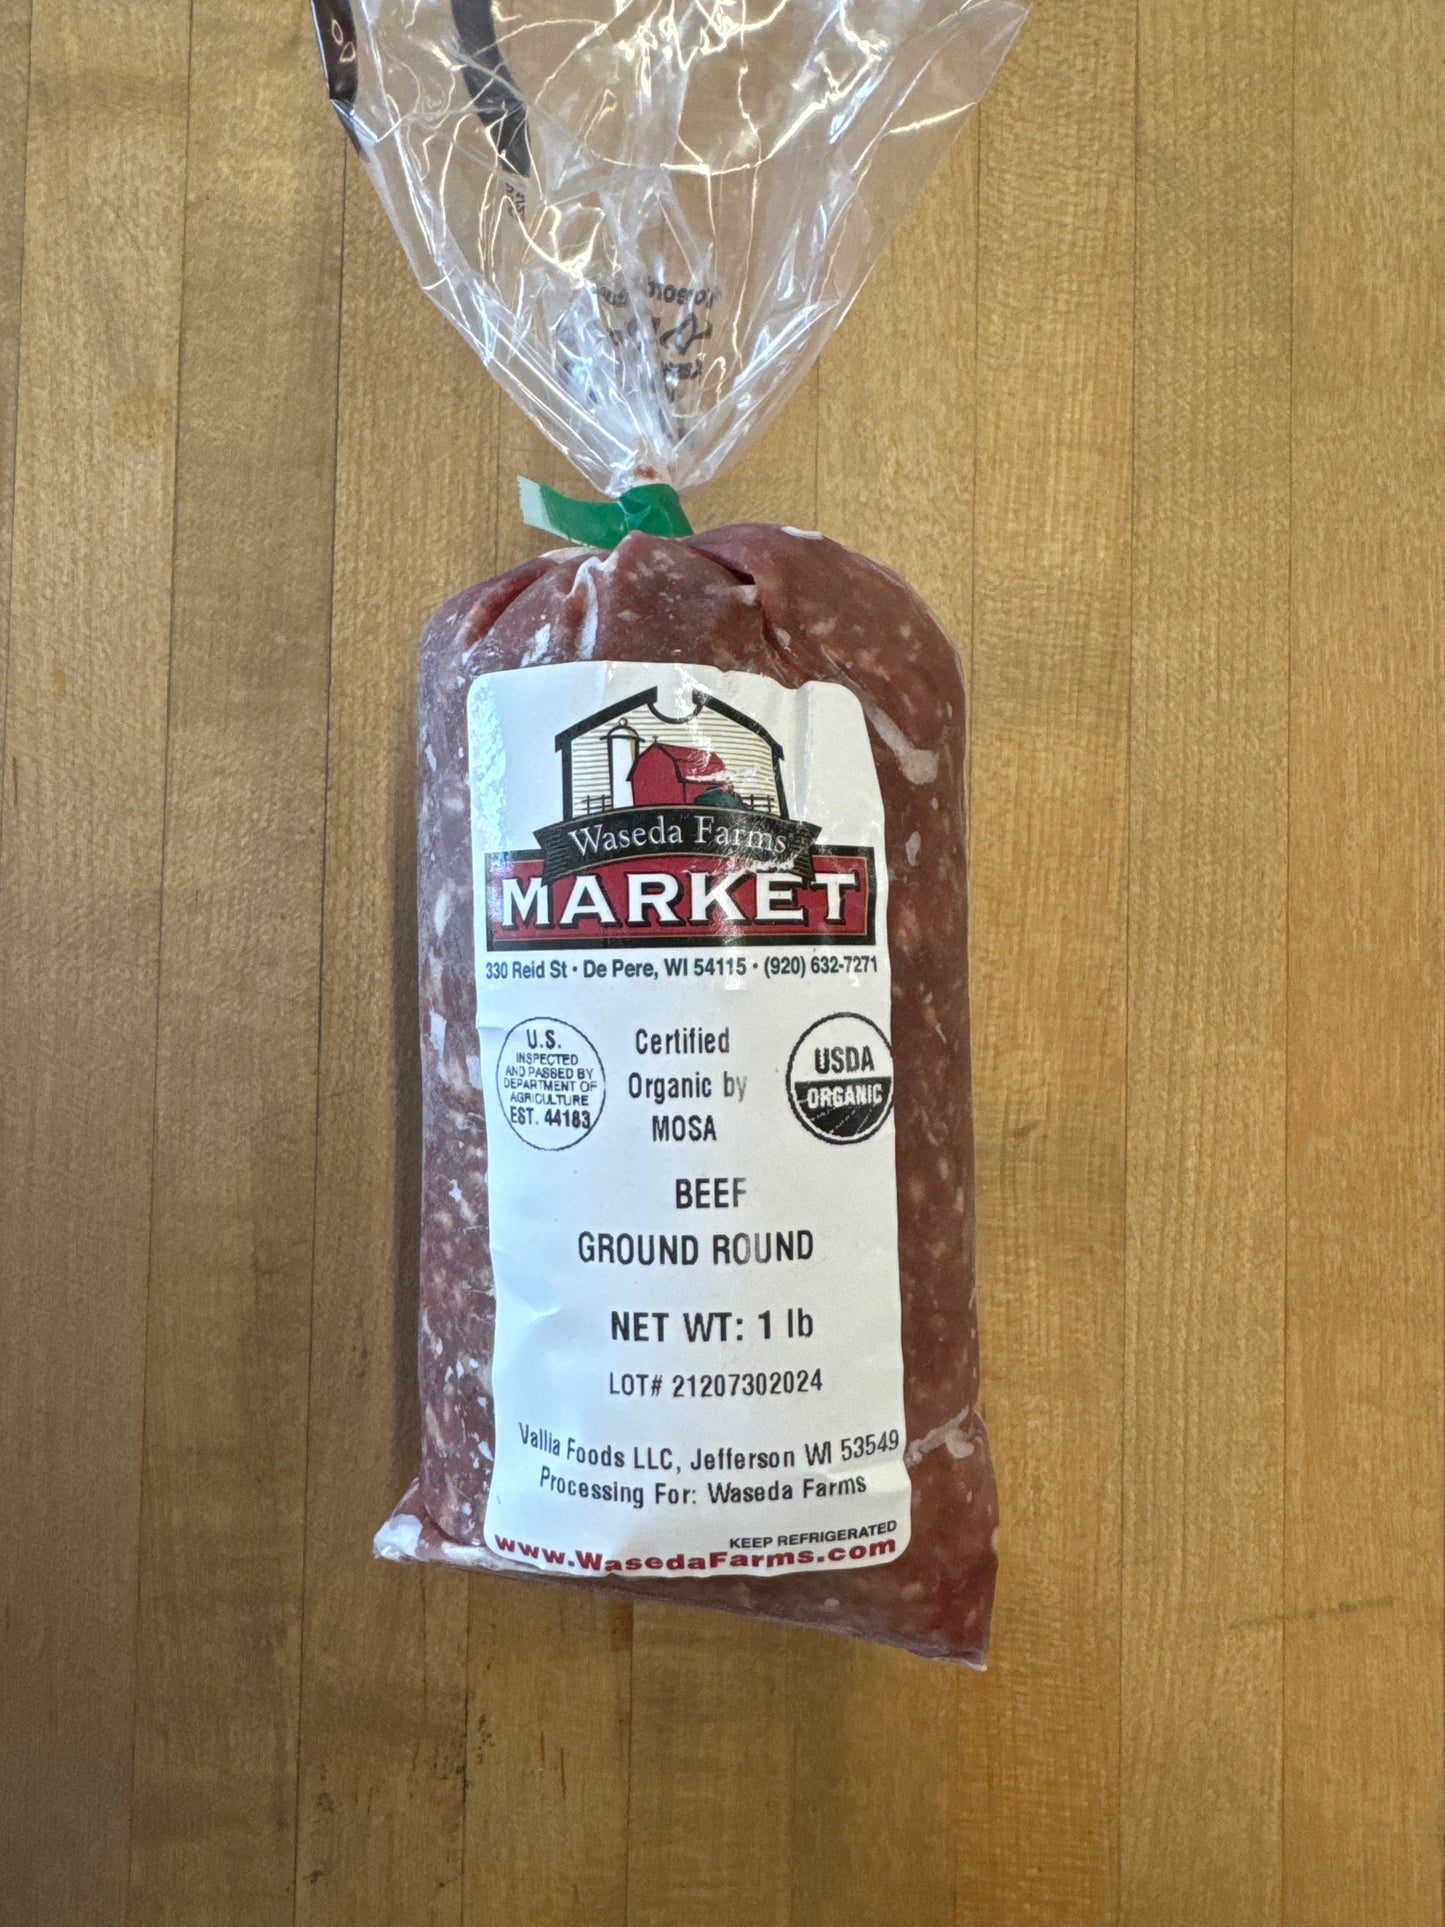 Waseda Farms
MARKET
330 Reid St • De Pere, WI 54115 • (920) 632-7271
U.S.
INSPECTED
AND PASSED BY
DEPARTMENT OF
AGRICULTURE
EST. 44183
Certified
Organic by
MOSA
USDA
ORGANIC
BEEF
GROUND ROUND
NET WT: 1 lb
LOT# 21207302024
Vallia Foods LLC, Jefferson WI 53549
Processing For: Waseda Farms
KEEP REFRIGERATED
www.WasedaFarms.com